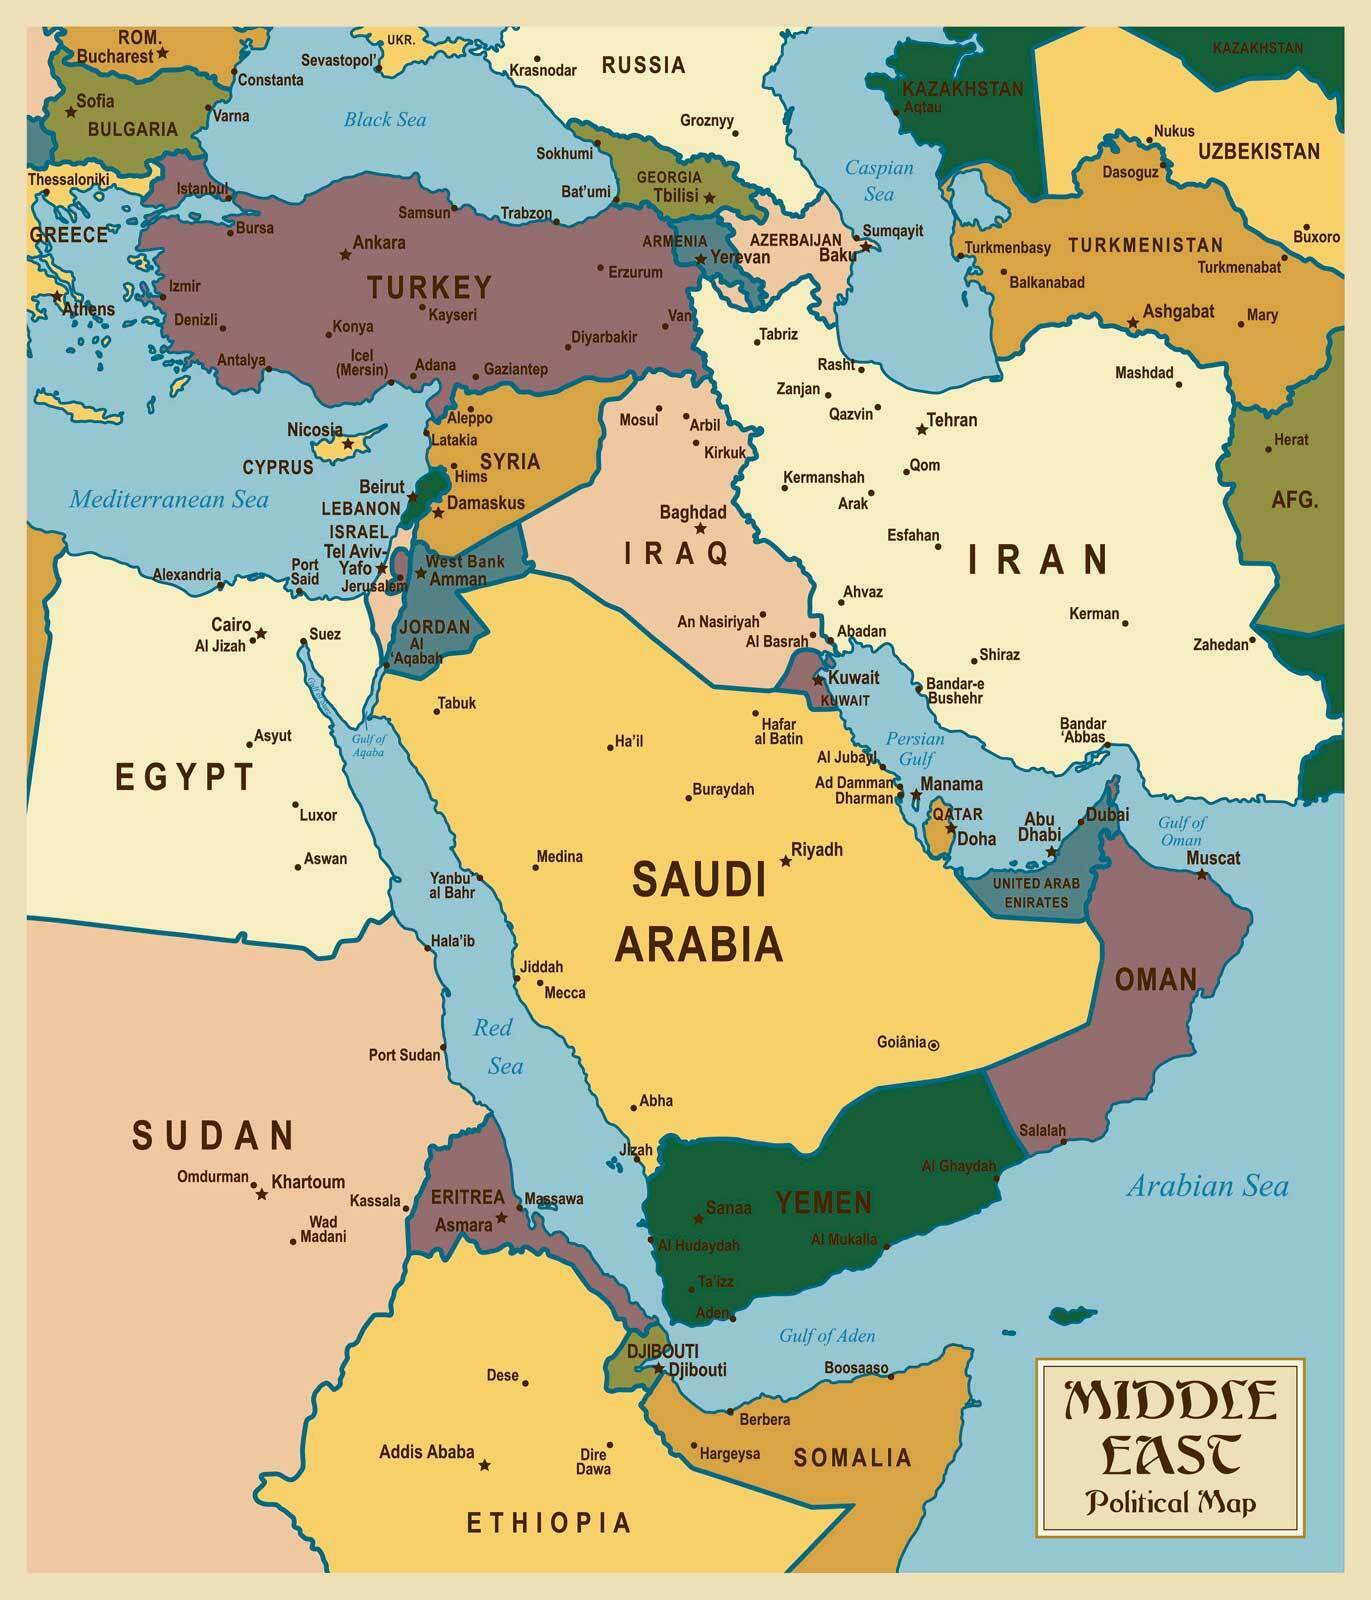 ROM.
Bucharest
UKR.
Sevastopol'
Krasnodar
RUSSIA
KAZAKHSTAN
Constanta
KAZAKHSTAN
Aqtau
Sofia
BULGARIA
Varna
Black Sea
Groznyy
Nukus
UZBEKISTAN
Dasoguz
Sokhumi
Caspian
Sea
Thessaloniki
Istanbul
GEORGIA
Tbilisi
Bat'umi
Samsun
Trabzon
GREECE
Bursa
Ankara
ARMENIA
Yerevan
AZERBAIJAN
Baku
Sumqayit
Turkmenbasy
TURKMENISTAN
Buxoro
Turkmenabat
Balkanabad
Erzurum
TURKEY
Izmir
Athens
Denizli
Konya
Kayseri
Van
Ashgabat
Mary
Diyarbakir
Tabriz
Antalya
Icel
(Mersin)
Adana
Gaziantep
Rasht
Mashdad
Zanjan
Qazvin
Aleppo
Mosul
Arbil
Tehran
Nicosia
Latakia
Kirkuk
Herat
CYPRUS
SYRIA
Hims
Qom
Kermanshah
Beirut
Mediterranean Sea
LEBANON
Damaskus
Arak
AFG.
Baghdad
ISRAEL
Esfahan
Tel Aviv-
Yafo
IRAQ
IRAN
West Bank
Amman
Port
Said
Alexandria
Jerusalem
Ahvaz
Cairo
Al Jizah
Suez
JORDAN
Al
'Aqabah
An Nasiriyah
Al Basrah
Abadan
Kerman
Zahedan
Shiraz
Kuwait
KUWAIT
Bandar-e
Bushehr
Tabuk
Hafar
al Batin
Bandar
'Abbas
Asyut
Gulf of
Aqaba
Ha'il
Persian
Gulf
Al Jubayl
EGYPT
Ad Damman
Dharman
Manama
Buraydah
Luxor
QATAR
Doha
Abu
Dhabi
Dubai
Gulf of
Oman
Muscat
Aswan
Medina
Riyadh
Yanbu'
al Bahr
SAUDI
ARABIA
UNITED ARAB
ENIRATES
Hala'ib
Jiddah
Mecca
OMAN
Red
Sea
Port Sudan
Goiânia
Abha
SUDAN
Jizah
Salalah
Al Ghaydah
Omdurman
Khartoum
Kassala
ERITREA
Asmara
Massawa
Sanaa
YEMEN
Arabian Sea
Wad
Madani
Al Hudaydah
Al Mukalla
Ta'izz
Aden
Gulf of Aden
DJIBOUTI
Djibouti
Dese
Boosaaso
Berbera
Addis Ababa
Dire
Dawa
Hargeysa
SOMALIA
ETHIOPIA
MIDDLE
EAST
Political Map